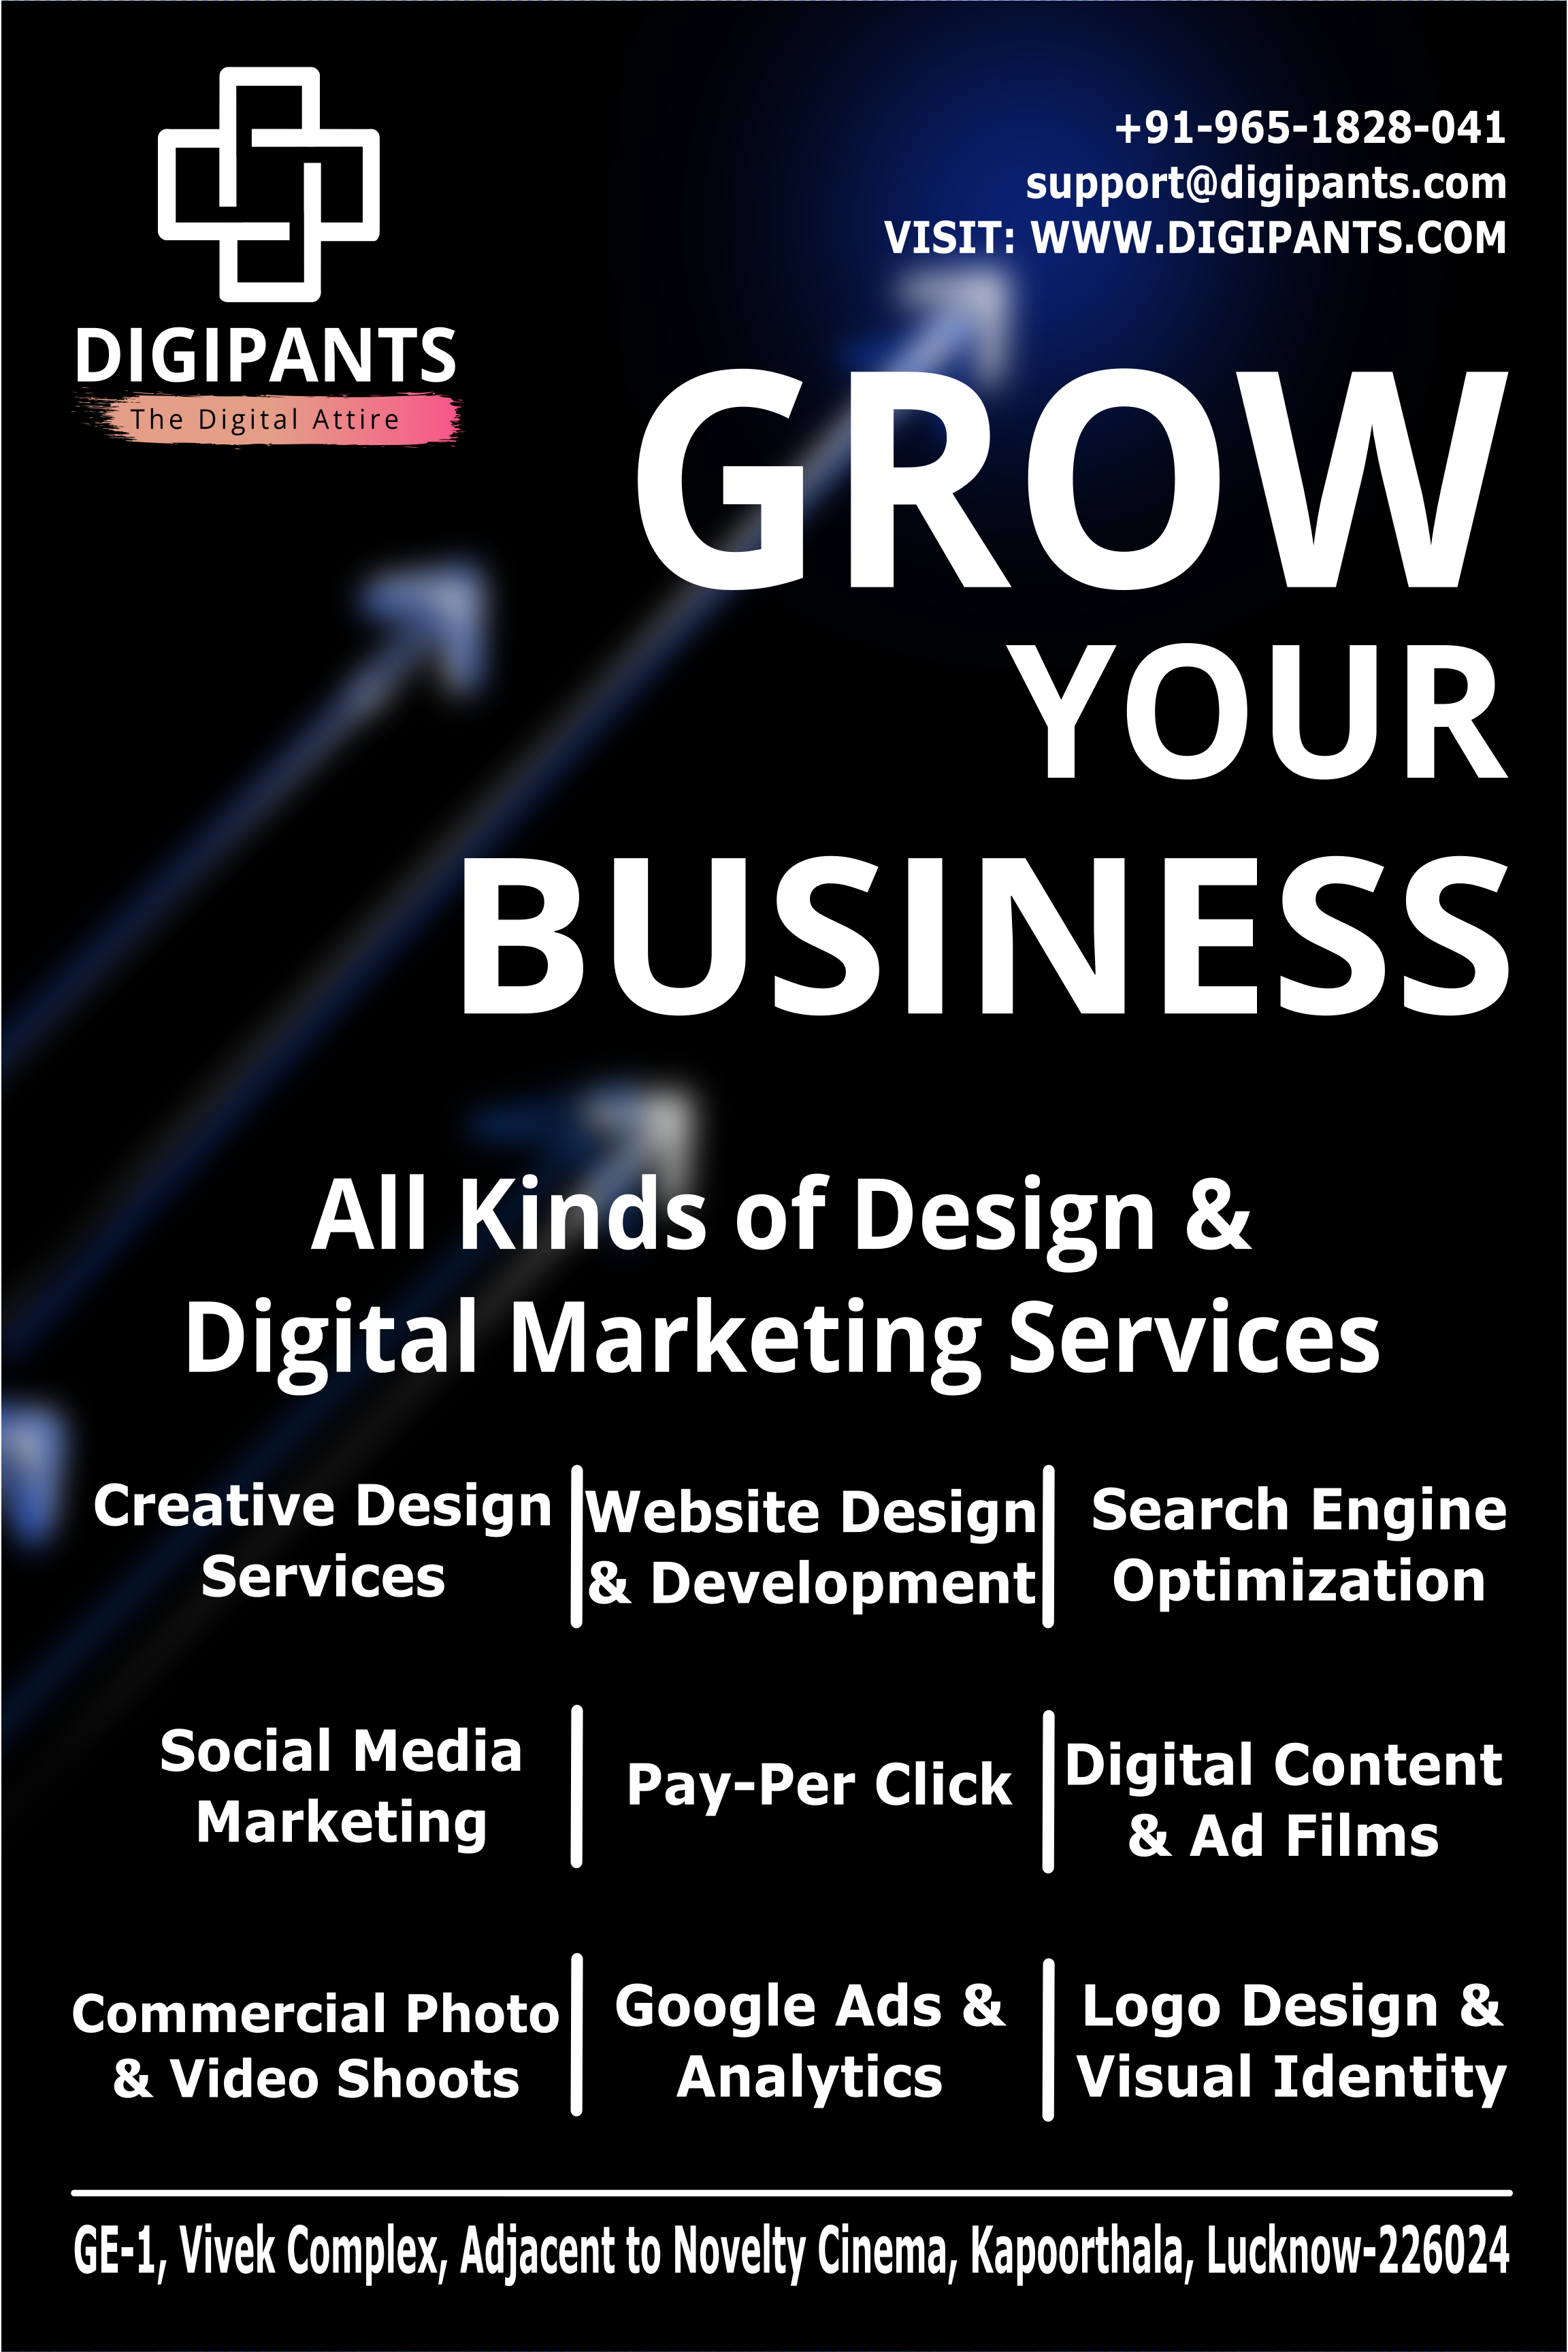 DIGIPANTS
The Digital Attire
+91-965-1828-041
support@digipants.com
VISIT: WWW.DIGIPANTS.COM
GROW
YOUR
BUSINESS
All Kinds of Design &
Digital Marketing Services
Creative Design
Services
Website Design
& Development
Search Engine
Optimization
Social Media
Marketing
Pay-Per Click
Digital Content
& Ad Films
Commercial Photo
& Video Shoots
Google Ads &
Analytics
Logo Design &
Visual Identity
GE-1, Vivek Complex, Adjacent to Novelty Cinema, Kapoorthala, Lucknow-226024